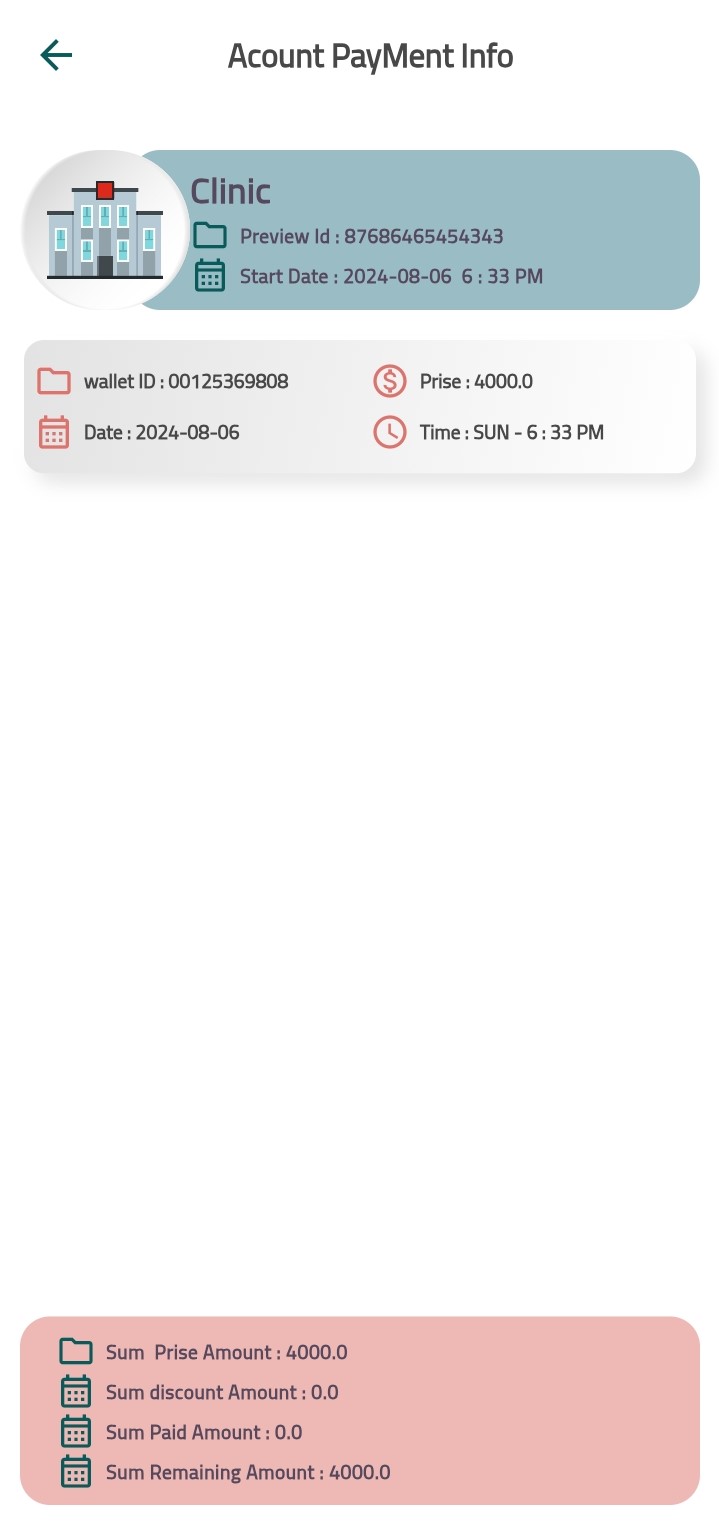 Acount PayMent Info
Clinic
Preview Id : 87686465454343
Start Date : 2024-08-06  6 : 33 PM
wallet ID : 00125369808
Prise : 4000.0
Date : 2024-08-06
Time : SUN - 6 : 33 PM
Sum  Prise Amount : 4000.0
Sum discount Amount : 0.0
Sum Paid Amount : 0.0
Sum Remaining Amount : 4000.0